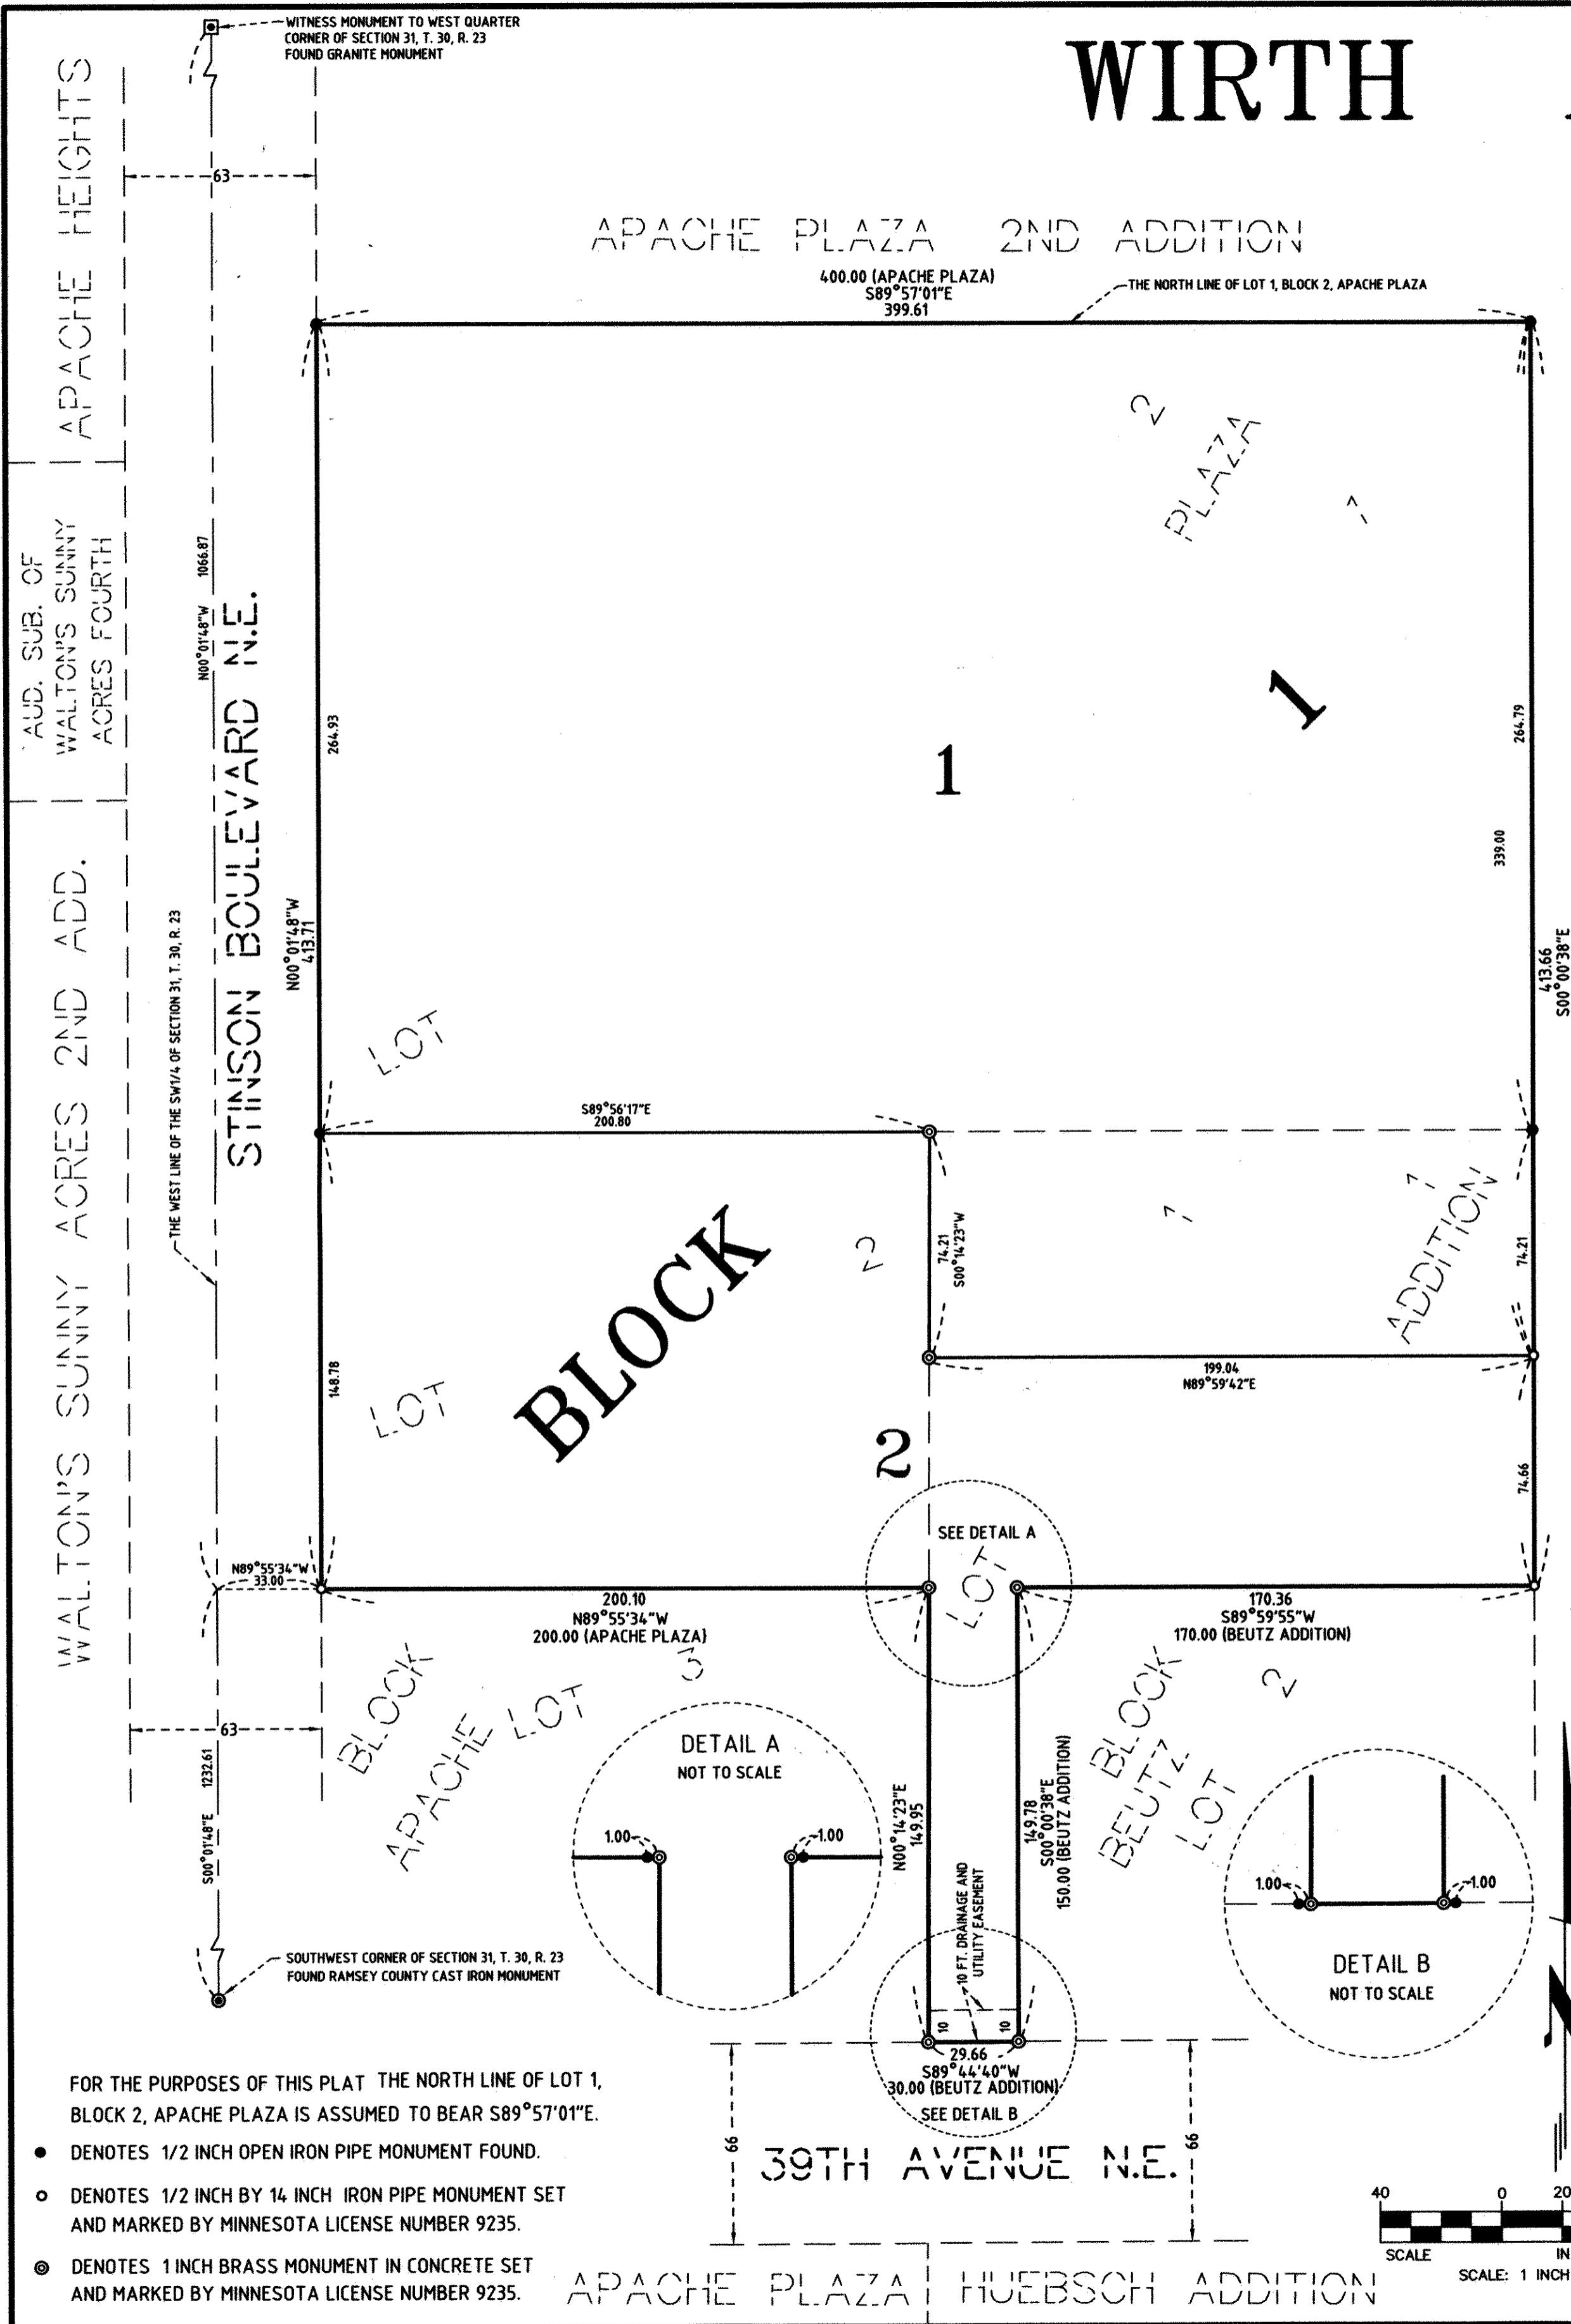 WITNESS MONUMENT TO WEST QUARTER
CORNER OF SECTION 31, T. 30, R. 23
FOUND GRANITE MONUMENT
WIRTH
APACHE HEIGHTS
63
APACHE PLAZA 2ND ADDITION
400.00 (APACHE PLAZA)
S89°57'01"E
399.61
THE NORTH LINE OF LOT 1, BLOCK 2, APACHE PLAZA
2
PLAZA
1
AUD. SUB. OF
WALTON'S SUNNY
ACRES FOURTH
N00°01'48"W 1066.87
STINSON BOULEVARD N.E.
264.93
1
1
264.79
339.00
N00°01'48"W
413.71
413.66
S00°00'38"E
WALTON'S SUNNY ACRES 2ND ADD.
THE WEST LINE OF THE SW1/4 OF SECTION 31, T. 30, R. 23
LOT
S89°56'17"E
200.80
74.21
S00°14'23"W
1
1
ADDITION
74.21
2
BLOCK
148.78
LOT
199.04
N89°59'42"E
2
74.66
SEE DETAIL A
LOT
N89°55'34"W
33.00
200.10
N89°55'34"W
200.00 (APACHE PLAZA)
170.36
S89°59'55"W
170.00 (BEUTZ ADDITION)
63
BLOCK
APACHE
LOT
3
BLOCK
BEUTZ
LOT
2
DETAIL A
NOT TO SCALE
1.00
1.00
S00°01'48"E 1232.61
N00°14'23"E
149.95
149.78
S00°00'38"E
150.00 (BEUTZ ADDITION)
10 FT. DRAINAGE AND
UTILITY EASEMENT
1.00
1.00
DETAIL B
NOT TO SCALE
SOUTHWEST CORNER OF SECTION 31, T. 30, R. 23
FOUND RAMSEY COUNTY CAST IRON MONUMENT
10
10
29.66
S89°44'40"W
30.00 (BEUTZ ADDITION)
SEE DETAIL B
FOR THE PURPOSES OF THIS PLAT THE NORTH LINE OF LOT 1,
BLOCK 2, APACHE PLAZA IS ASSUMED TO BEAR S89°57'01"E.
DENOTES 1/2 INCH OPEN IRON PIPE MONUMENT FOUND.
DENOTES 1/2 INCH BY 14 INCH IRON PIPE MONUMENT SET
AND MARKED BY MINNESOTA LICENSE NUMBER 9235.
DENOTES 1 INCH BRASS MONUMENT IN CONCRETE SET
AND MARKED BY MINNESOTA LICENSE NUMBER 9235.
66
39TH AVENUE N.E.
66
APACHE PLAZA
HUEBSCH ADDITION
N
40 0 20
SCALE IN
SCALE: 1 INCH